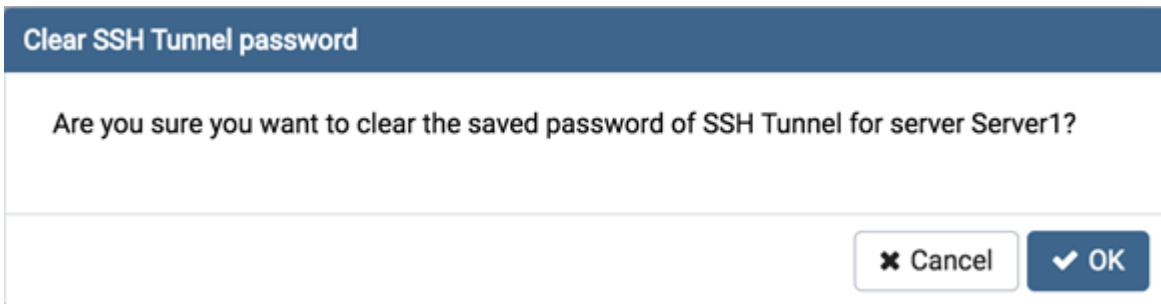 Clear SSH Tunnel password
Are you sure you want to clear the saved password of SSH Tunnel for server Server1?
Cancel
OK